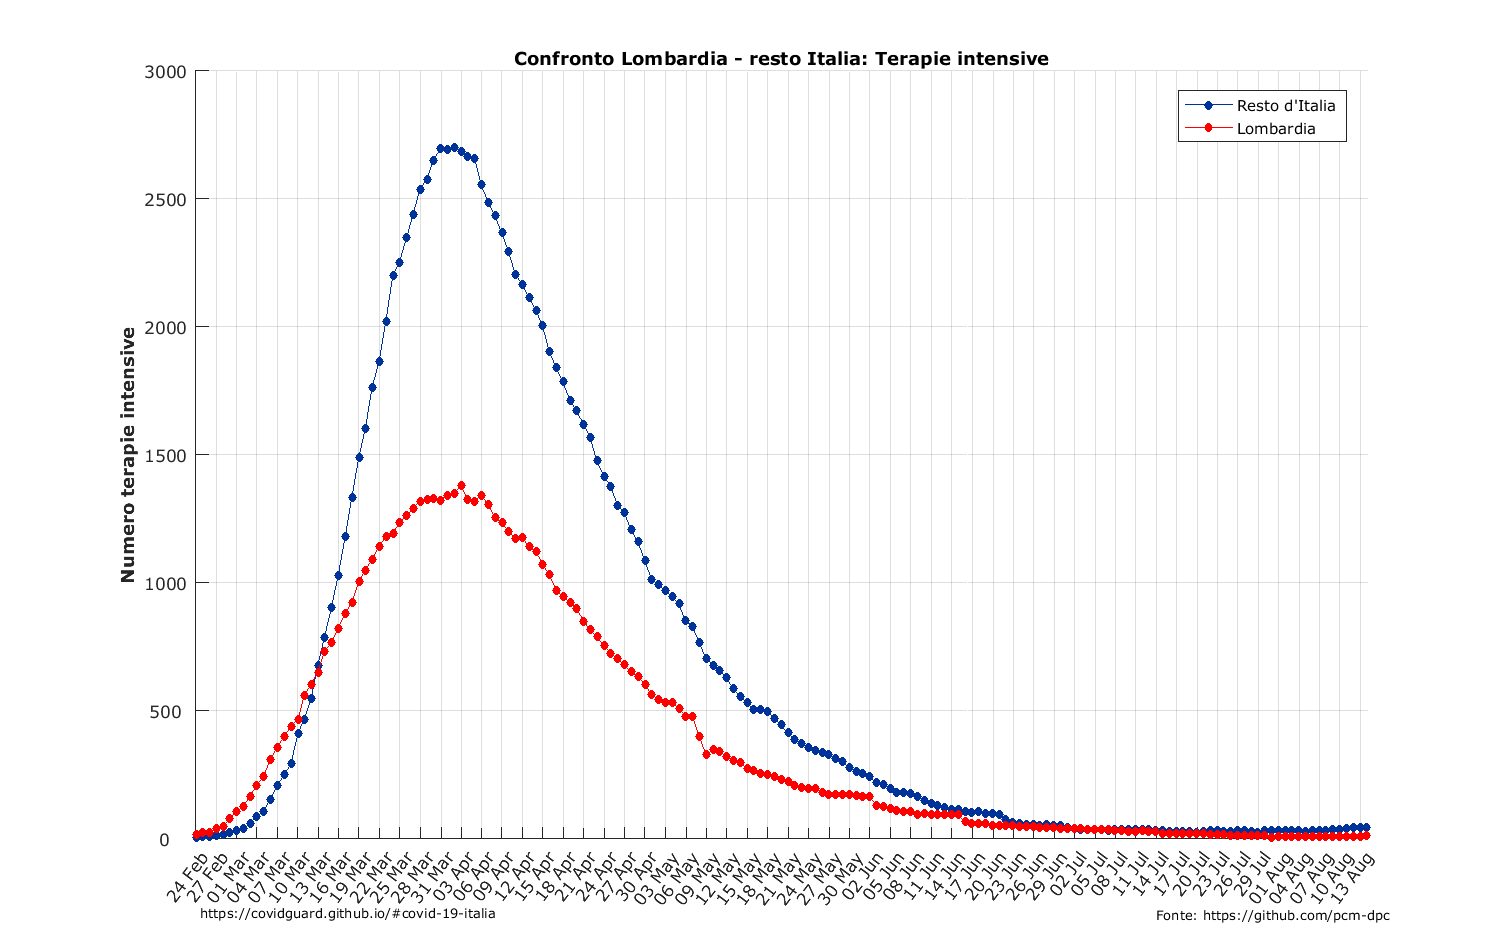 Confronto Lombardia - resto Italia: Terapie intensive
Numero terapie intensive
3000
2500
2000
1500
1000
500
0
Resto d'Italia
Lombardia
24 Feb
27 Feb
01 Mar
04 Mar
07 Mar
10 Mar
13 Mar
16 Mar
19 Mar
22 Mar
25 Mar
28 Mar
31 Mar
03 Apr
06 Apr
09 Apr
12 Apr
15 Apr
18 Apr
21 Apr
24 Apr
27 Apr
30 Apr
03 May
06 May
09 May
12 May
15 May
18 May
21 May
24 May
27 May
30 May
02 Jun
05 Jun
08 Jun
11 Jun
14 Jun
17 Jun
20 Jun
23 Jun
26 Jun
29 Jun
02 Jul
05 Jul
08 Jul
11 Jul
14 Jul
17 Jul
20 Jul
23 Jul
26 Jul
29 Jul
01 Aug
04 Aug
07 Aug
10 Aug
13 Aug
https://covidguard.github.io/#covid-19-italia
Fonte: https://github.com/pcm-dpc